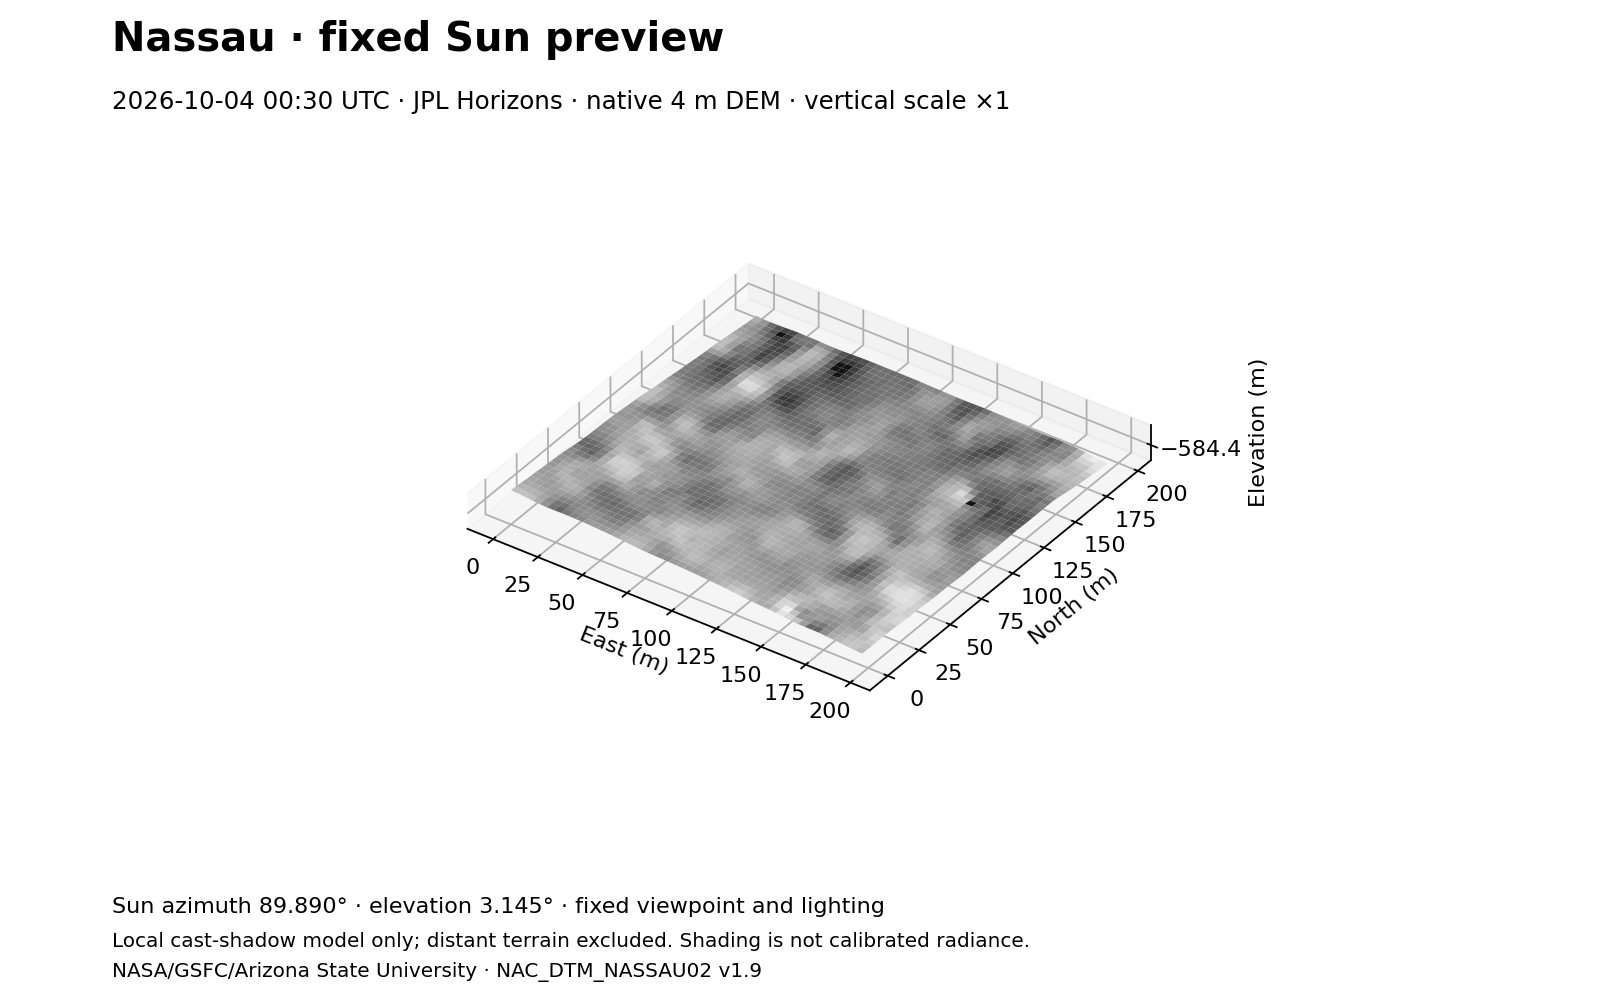 Nassau · fixed Sun preview
2026-10-04 00:30 UTC · JPL Horizons · native 4 m DEM · vertical scale ×1
Elevation (m)
−584.4
0
25
50
75
100
125
150
175
200
East (m)
0
25
50
75
100
125
150
175
200
North (m)
Sun azimuth 89.890° · elevation 3.145° · fixed viewpoint and lighting
Local cast-shadow model only; distant terrain excluded. Shading is not calibrated radiance.
NASA/GSFC/Arizona State University · NAC_DTM_NASSAU02 v1.9